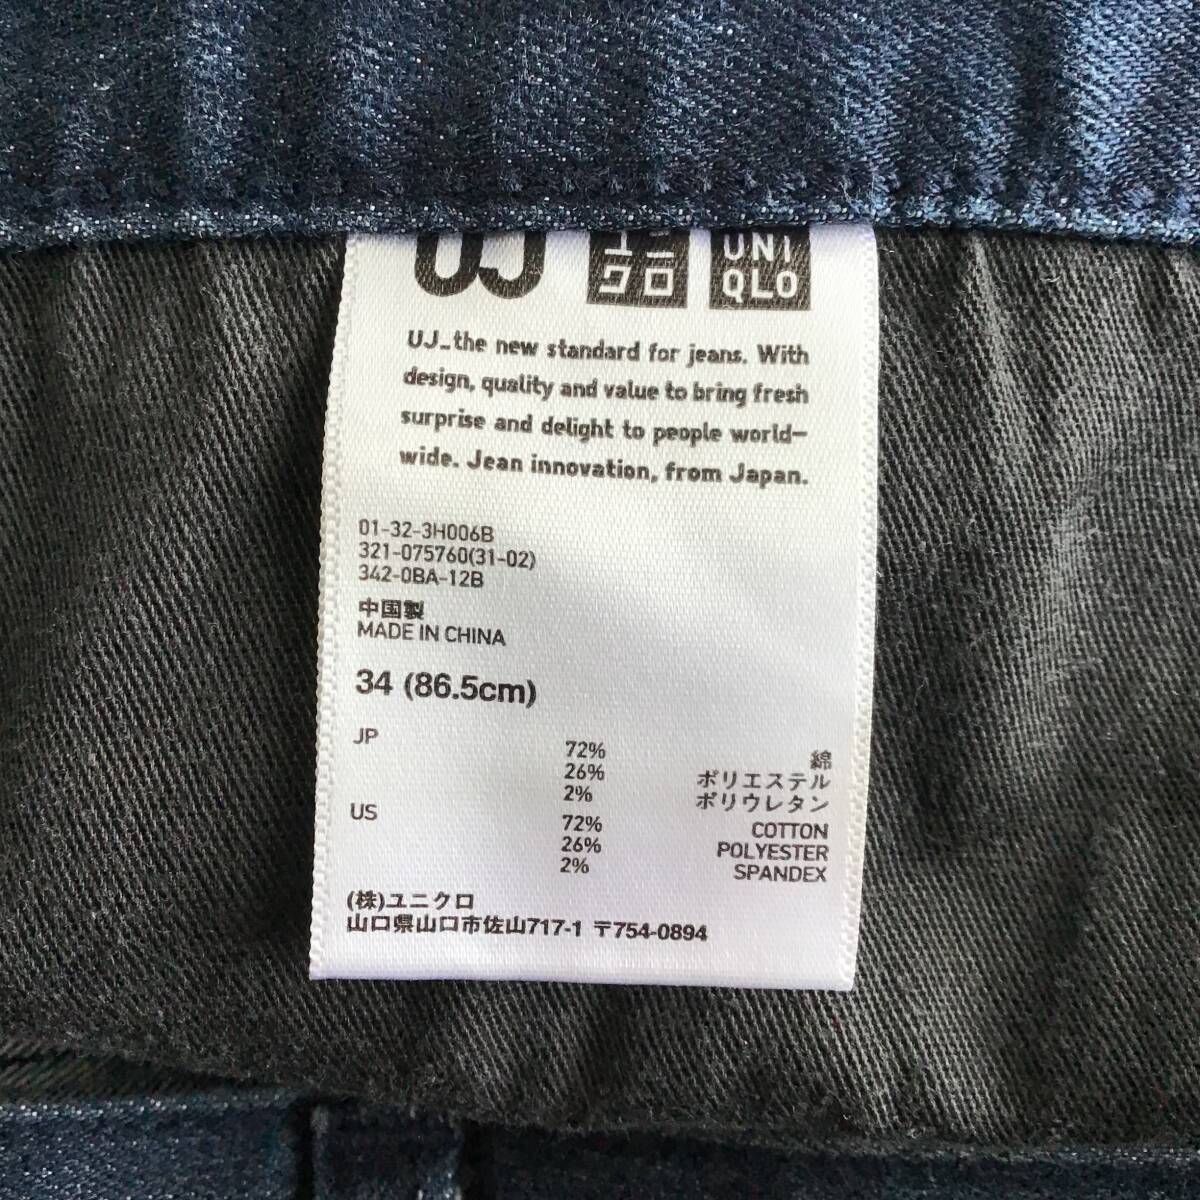 UJ
ユニ
クロ
UNI
QLO
UJ_the new standard for jeans. With
design, quality and value to bring fresh
surprise and delight to people world-
wide. Jean innovation, from Japan.
01-32-3H006B
321-075760(31-02)
342-0BA-12B
中国製
MADE IN CHINA
34 (86.5cm)
JP
72% 綿
26% ポリエステル
2% ポリウレタン
US
72% COTTON
26% POLYESTER
2% SPANDEX
(株)ユニクロ
山口県山口市佐山717-1 〒754-0894